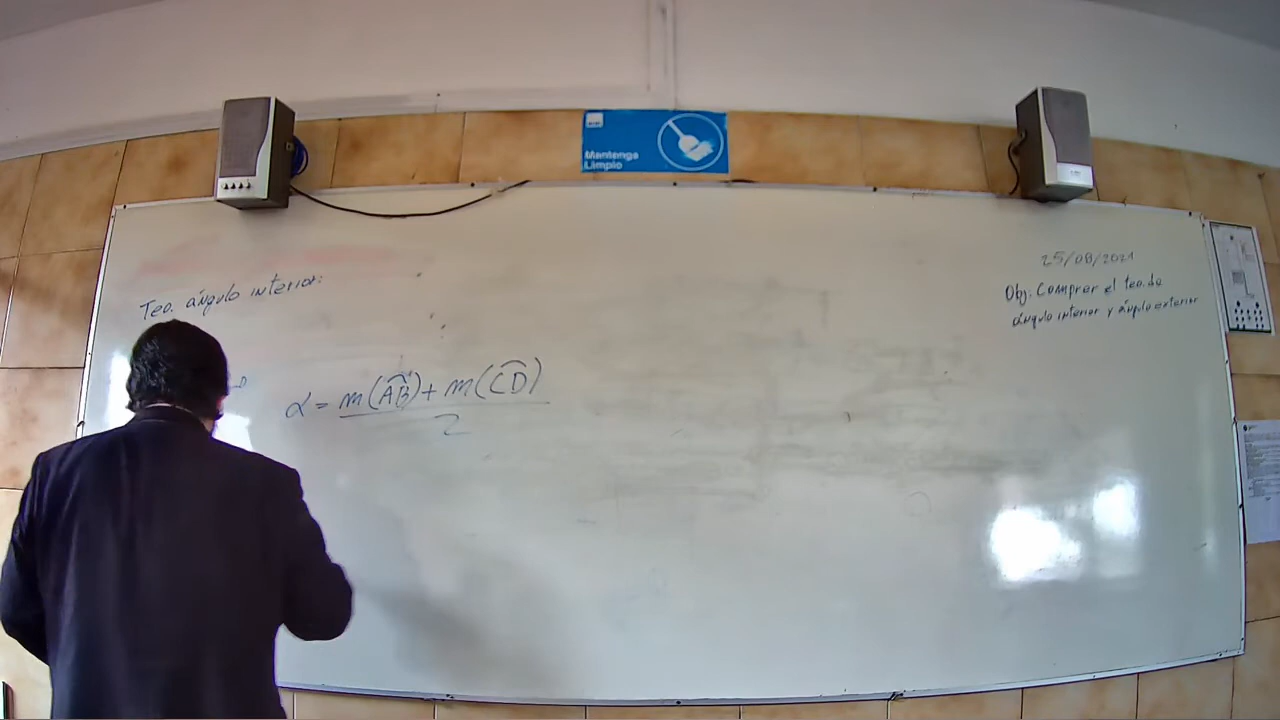 Mantenga
Limpio
25/08/2021
Obj: Comprer el teo. de
ángulo interior y ángulo exterior
Teo. ángulo interior:
D
α = m(AB) + m(CD)
2